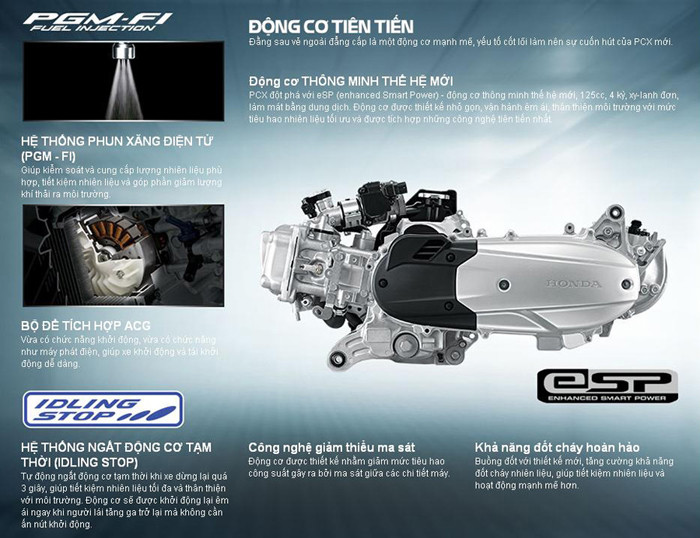 PGM-FI
FUEL INJECTION
HỆ THỐNG PHUN XĂNG ĐIỆN TỬ
(PGM - FI)
Giúp kiểm soát và cung cấp lượng nhiên liệu phù
hợp, tiết kiệm nhiên liệu và góp phần giảm lượng
khí thải ra môi trường.
BỘ ĐỀ TÍCH HỢP ACG
Vừa có chức năng khởi động, vừa có chức năng
như máy phát điện, giúp xe khởi động và tái khởi
động dễ dàng.
IDLING
STOP
HỆ THỐNG NGẮT ĐỘNG CƠ TẠM
THỜI (IDLING STOP)
Tự động ngắt động cơ tạm thời khi xe dừng lại quá
3 giây, giúp tiết kiệm nhiên liệu tối đa và thân thiện
với môi trường. Động cơ sẽ được khởi động lại êm
ái ngay khi người lái tăng ga trở lại mà không cần
ấn nút khởi động.
ĐỘNG CƠ TIÊN TIẾN
Đằng sau vẻ ngoài đẳng cấp là một động cơ mạnh mẽ, yếu tố cốt lõi làm nên sự cuốn hút của PCX mới.
Động cơ THÔNG MINH THẾ HỆ MỚI
PCX đột phá với eSP (enhanced Smart Power) - động cơ thông minh thế hệ mới, 125cc, 4 kỳ, xy-lanh đơn,
làm mát bằng dung dịch. Động cơ được thiết kế nhỏ gọn, vận hành êm ái, thân thiện môi trường với mức
tiêu hao nhiên liệu tối ưu và được tích hợp những công nghệ tiên tiến nhất.
HONDA
eSP
ENHANCED SMART POWER
Công nghệ giảm thiểu ma sát
Động cơ được thiết kế nhằm giảm mức tiêu hao
công suất gây ra bởi ma sát giữa các chi tiết máy.
Khả năng đốt cháy hoàn hảo
Buồng đốt với thiết kế mới, tăng cường khả năng
đốt cháy nhiên liệu, giúp tiết kiệm nhiên liệu và
hoạt động mạnh mẽ hơn.